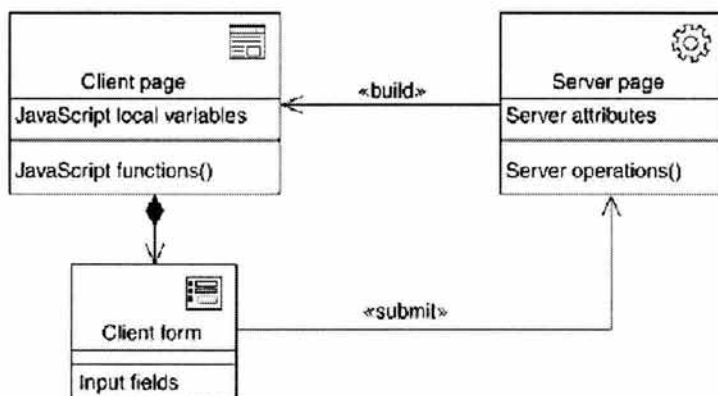 Client page
JavaScript local variables
JavaScript functions()
«build»
Server page
Server attributes
Server operations()
«submit»
Client form
Input fields